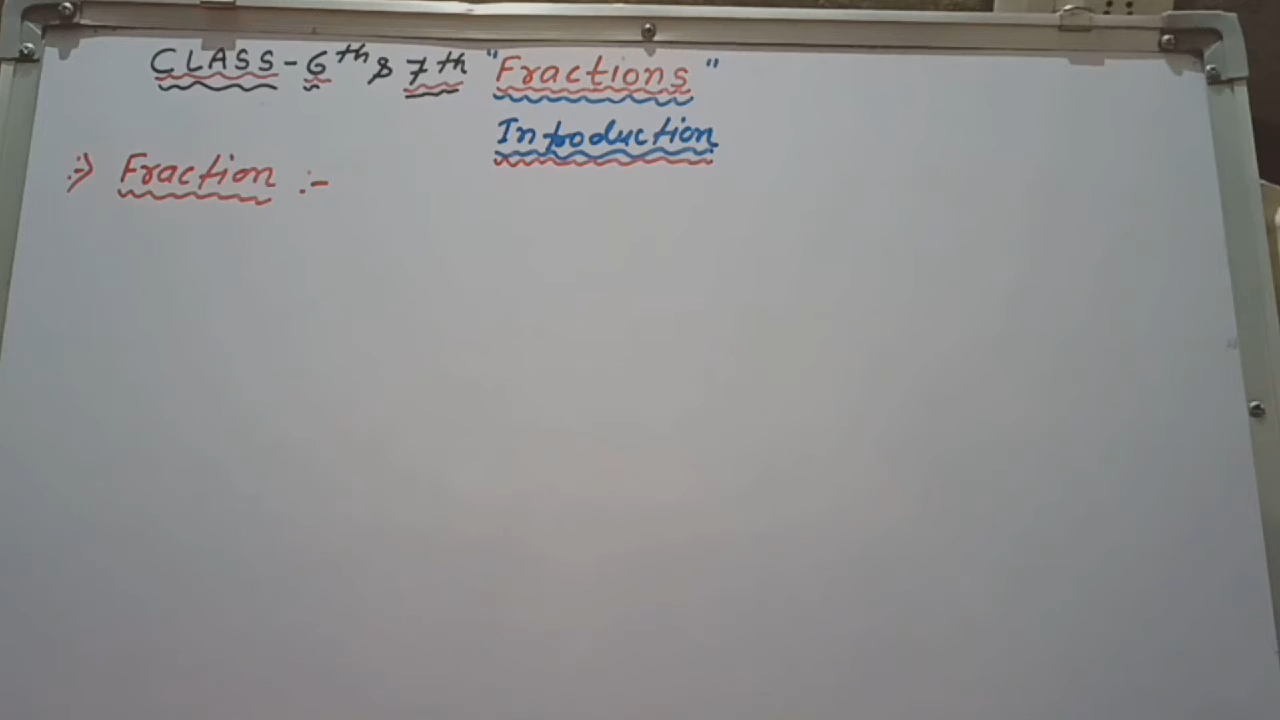 CLASS-6th & 7th "Fractions"
Introduction
:-) Fraction :-